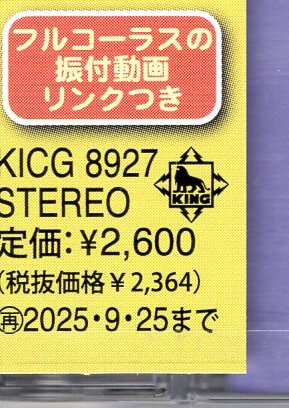 フルコーラスの
振付動画
リンクつき
KICG 8927
STEREO
KING
定価:¥2,600
(税抜価格¥2,364)
㊞2025・9・25まで